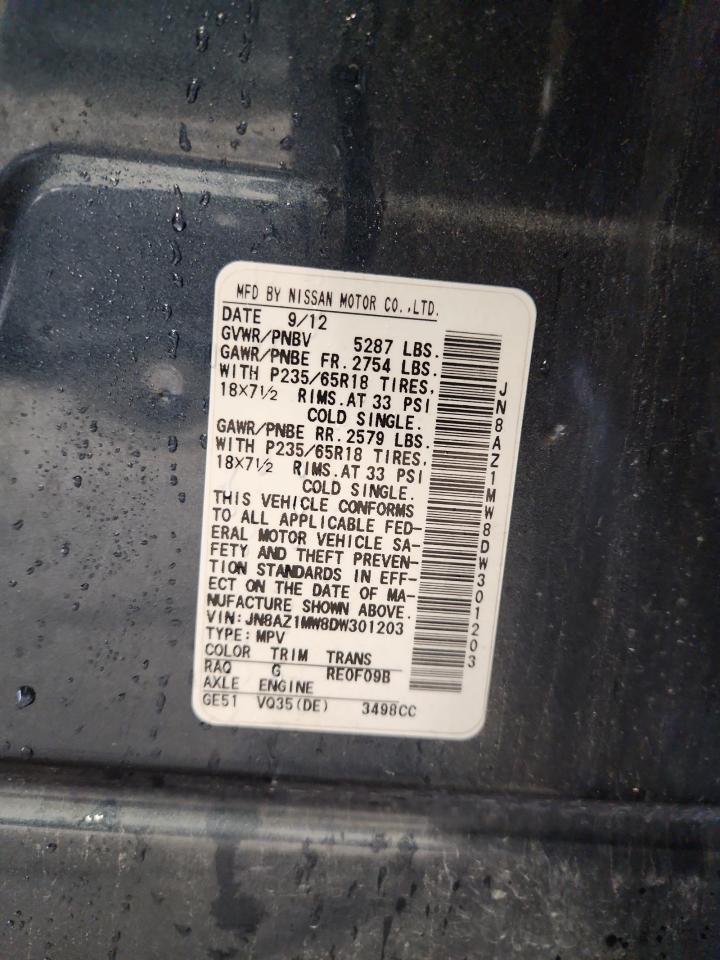 MFD BY NISSAN MOTOR CO.,LTD.
DATE 9/12
GVWR/PNBV 5287 LBS.
GAWR/PNBE FR. 2754 LBS.
WITH P235/65R18 TIRES,
18X7½ RIMS. AT 33 PSI
COLD SINGLE.
GAWR/PNBE RR. 2579 LBS.
WITH P235/65R18 TIRES,
18X7½ RIMS. AT 33 PSI
COLD SINGLE.
THIS VEHICLE CONFORMS
TO ALL APPLICABLE FED-
ERAL MOTOR VEHICLE SA-
FETY AND THEFT PREVEN-
TION STANDARDS IN EFF-
ECT ON THE DATE OF MA-
NUFACTURE SHOWN ABOVE.
VIN: JN8AZ1MW8DW301203
TYPE: MPV
COLOR TRIM TRANS
RAQ G RE0F09B
AXLE ENGINE
GE51 VQ35(DE) 3498CC
JN8AZ1MW8DW301203